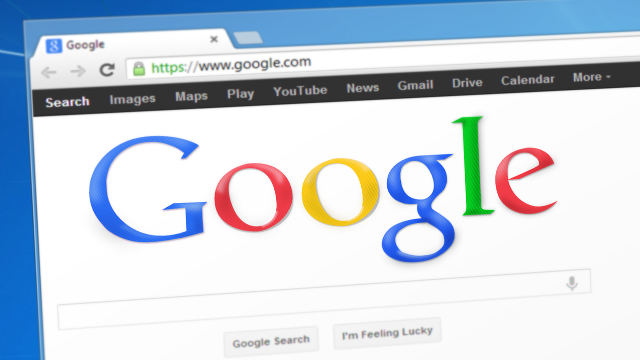 Google
https://www.google.com
Search Images Maps Play YouTube News Gmail Drive Calendar More
Google
Google Search I'm Feeling Lucky